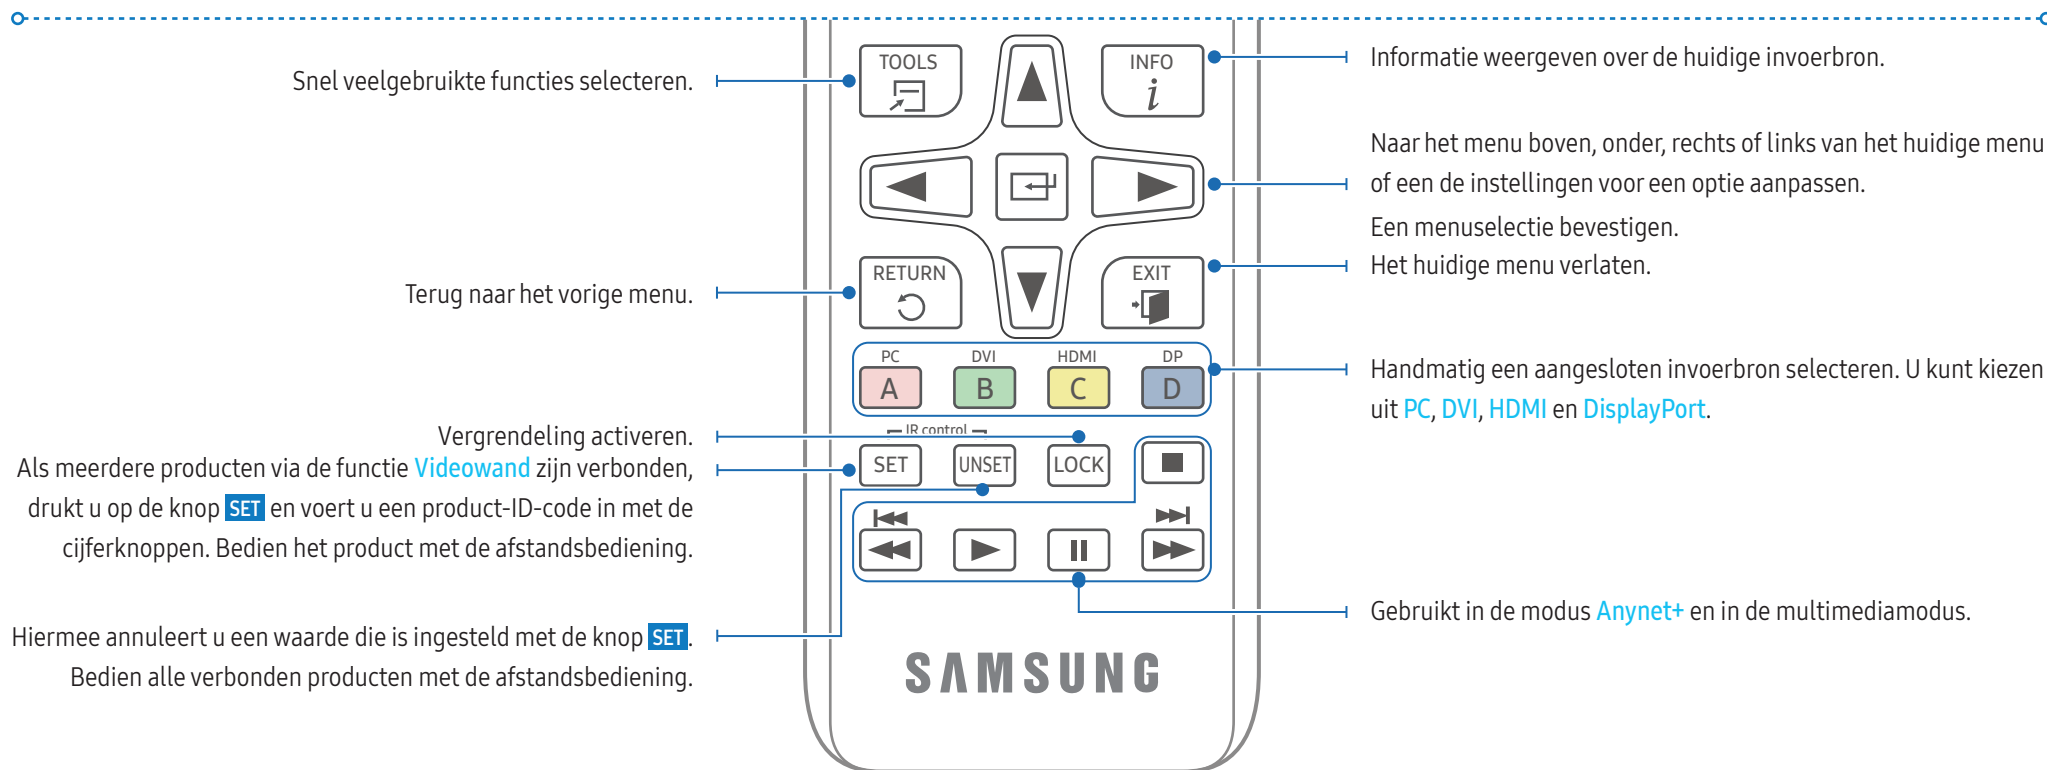 Snel veelgebruikte functies selecteren.
Terug naar het vorige menu.
Vergrendeling activeren.
Als meerdere producten via de functie Videowand zijn verbonden,
drukt u op de knop SET en voert u een product-ID-code in met de
cijferknoppen. Bedien het product met de afstandsbediening.
Hiermee annuleert u een waarde die is ingesteld met de knop SET.
Bedien alle verbonden producten met de afstandsbediening.
TOOLS
INFO
i
RETURN
EXIT
PC DVI HDMI DP
A B C D
IR control
SET UNSET LOCK
SAMSUNG
Informatie weergeven over de huidige invoerbron.
Naar het menu boven, onder, rechts of links van het huidige menu
of een de instellingen voor een optie aanpassen.
Een menuselectie bevestigen.
Het huidige menu verlaten.
Handmatig een aangesloten invoerbron selecteren. U kunt kiezen
uit PC, DVI, HDMI en DisplayPort.
Gebruikt in de modus Anynet+ en in de multimediamodus.